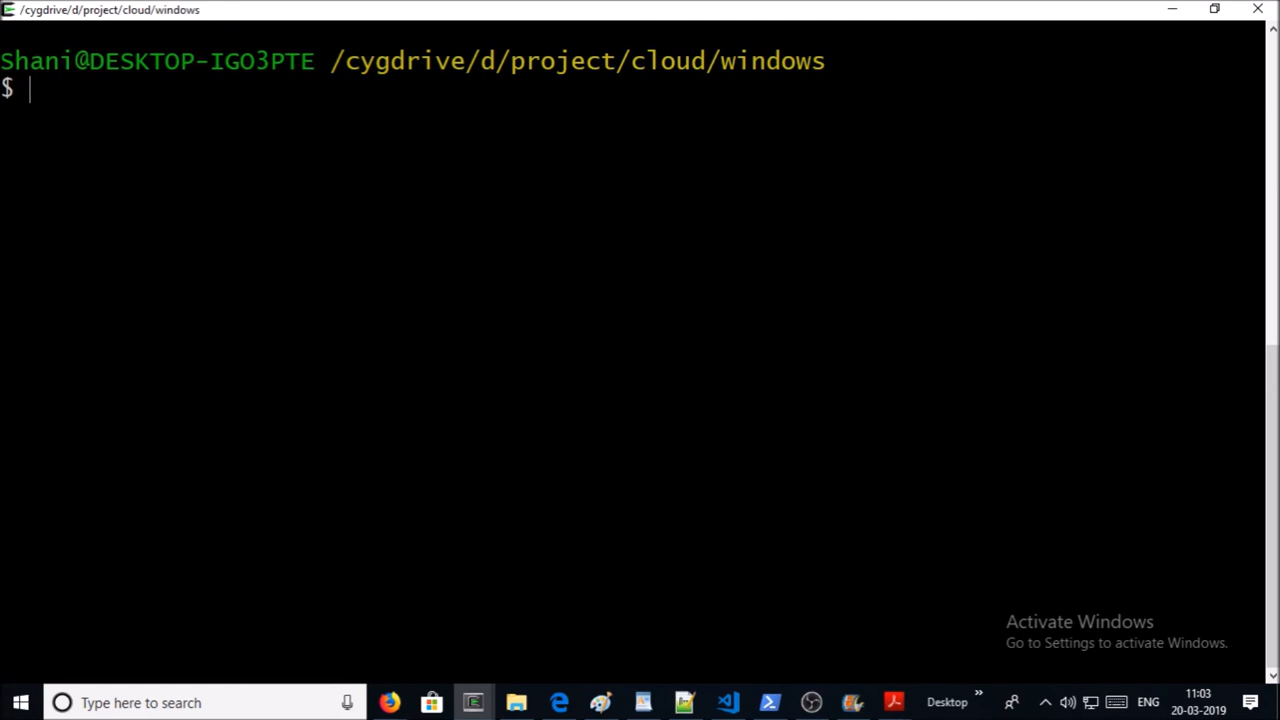 /cygdrive/d/project/cloud/windows
Shani@DESKTOP-IGO3PTE /cygdrive/d/project/cloud/windows
$
Activate Windows
Go to Settings to activate Windows.
Type here to search
Desktop
»
ENG
11:03
20-03-2019